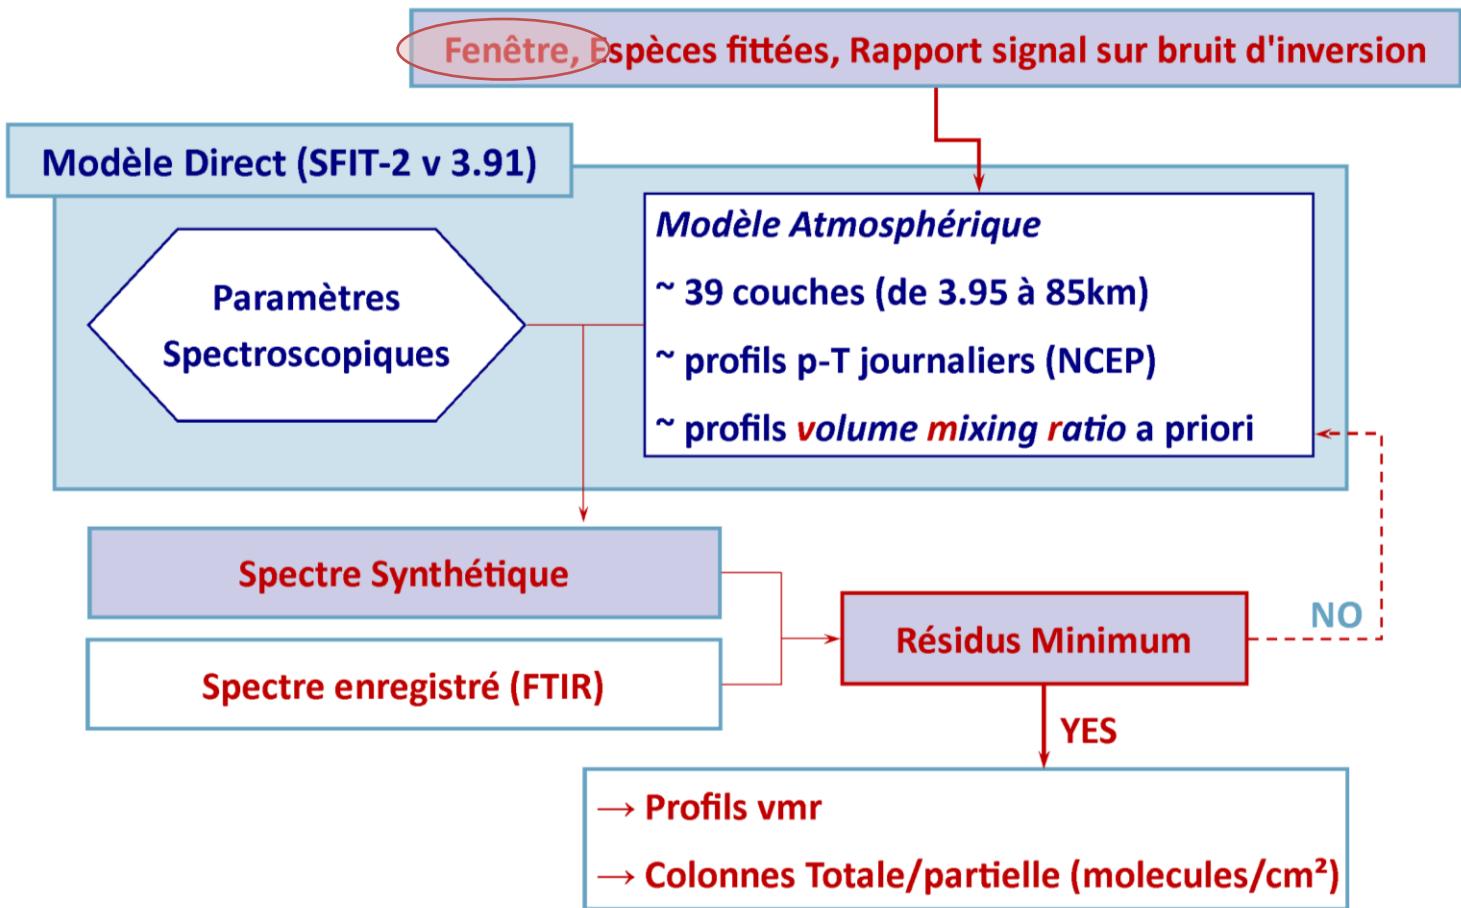 Fenêtre, Espèces fittées, Rapport signal sur bruit d'inversion
Modèle Direct (SFIT-2 v 3.91)
Paramètres
Spectroscopiques
Modèle Atmosphérique
~ 39 couches (de 3.95 à 85km)
~ profils p-T journaliers (NCEP)
~ profils volume mixing ratio a priori
Spectre Synthétique
Spectre enregistré (FTIR)
Résidus Minimum
NO
YES
→ Profils vmr
→ Colonnes Totale/partielle (molecules/cm²)